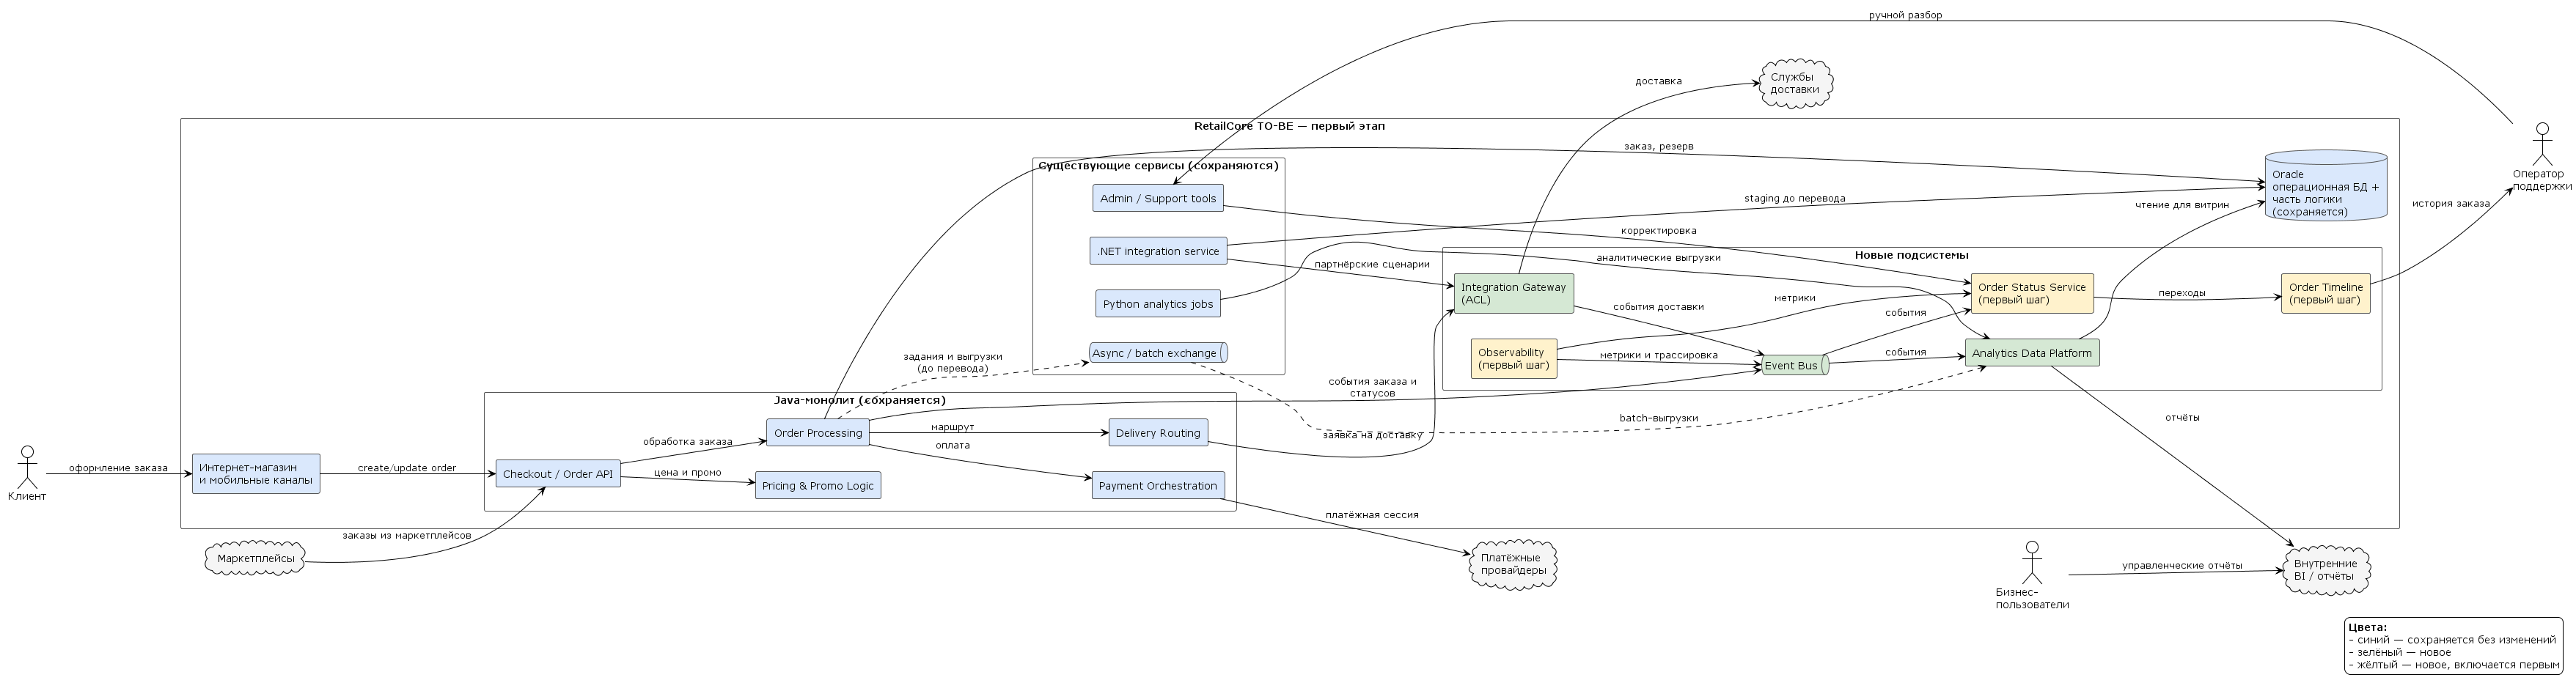 ручной разбор
Службы
доставки
доставка
RetailCore TO-BE — первый этап
Оператор
поддержки
заказ, резерв
Существующие сервисы (сохраняются)
Admin / Support tools
.NET integration service
Python analytics jobs
Async / batch exchange
Oracle
операционная БД +
часть логики
(сохраняется)
staging до перевода
чтение для витрин
история заказа
корректировка
Новые подсистемы
аналитические выгрузки
партнёрские сценарии
Integration Gateway
(ACL)
Order Status Service
(первый шаг)
Order Timeline
(первый шаг)
переходы
метрики
события доставки
события
Observability
(первый шаг)
метрики и трассировка
Event Bus
события
Analytics Data Platform
задания и выгрузки
(до перевода)
события заказа и
статусов
Java-монолит (сохраняется)
Order Processing
маршрут
Delivery Routing
обработка заказа
оплата
заявка на доставку
batch-выгрузки
отчёты
Клиент
оформление заказа
Интернет-магазин
и мобильные каналы
create/update order
Checkout / Order API
цена и промо
Pricing & Promo Logic
Payment Orchestration
платёжная сессия
заказы из маркетплейсов
Маркетплейсы
Платёжные
провайдеры
Бизнес-
пользователи
управленческие отчёты
Внутренние
BI / отчёты
Цвета:
- синий — сохраняется без изменений
- зелёный — новое
- жёлтый — новое, включается первым